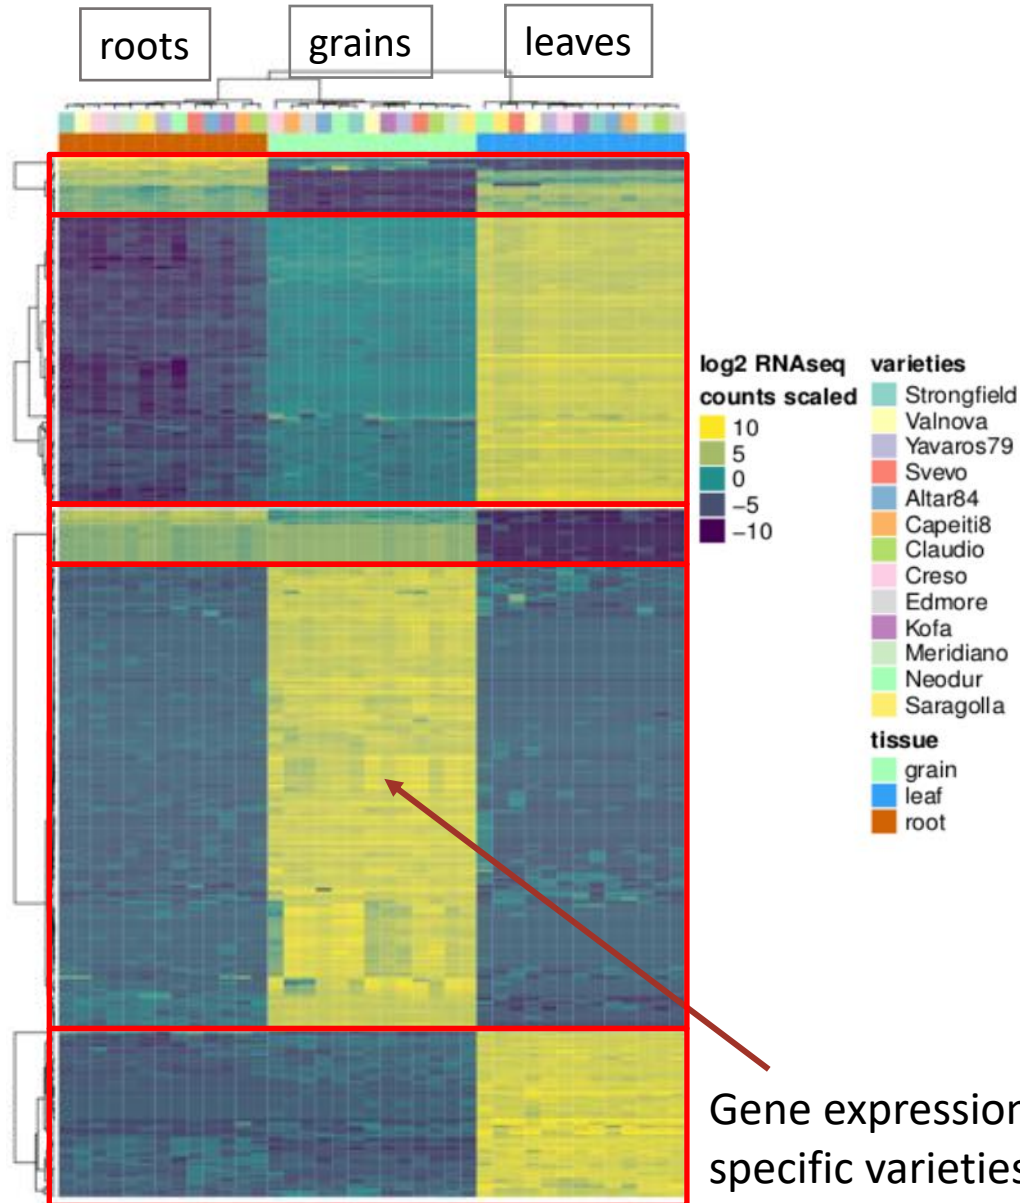 roots
grains
leaves
log2 RNAseq
counts scaled
10
5
0
−5
−10
varieties
Strongfield
Valnova
Yavaros79
Svevo
Altar84
Capeiti8
Claudio
Creso
Edmore
Kofa
Meridiano
Neodur
Saragolla
tissue
grain
leaf
root
Gene expression
specific varieties